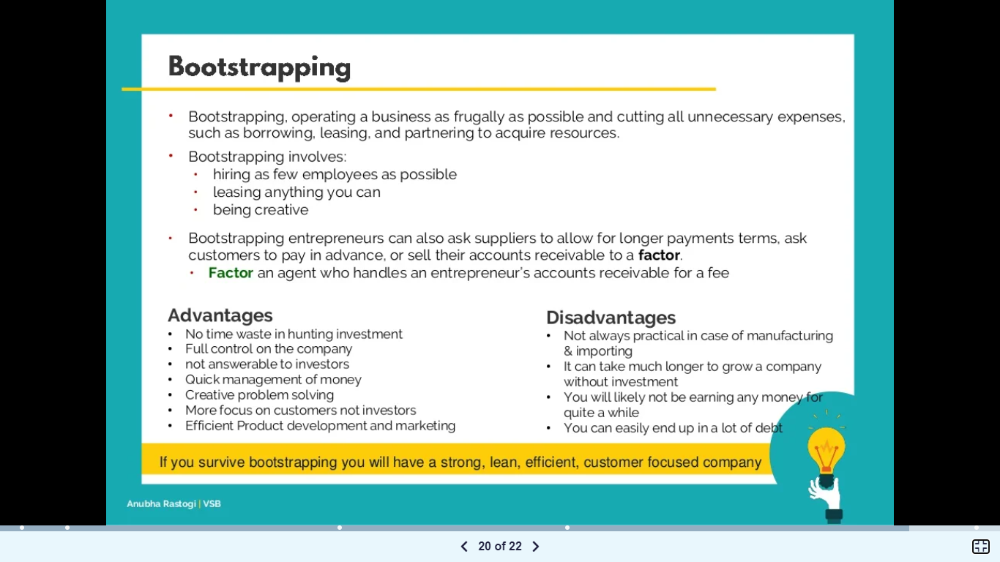 Bootstrapping
• Bootstrapping, operating a business as frugally as possible and cutting all unnecessary expenses,
such as borrowing, leasing, and partnering to acquire resources.
• Bootstrapping involves:
• hiring as few employees as possible
• leasing anything you can
• being creative
• Bootstrapping entrepreneurs can also ask suppliers to allow for longer payments terms, ask
customers to pay in advance, or sell their accounts receivable to a factor.
• Factor an agent who handles an entrepreneur's accounts receivable for a fee
Advantages
• No time waste in hunting investment
• Full control on the company
• not answerable to investors
• Quick management of money
• Creative problem solving
• More focus on customers not investors
• Efficient Product development and marketing
Disadvantages
• Not always practical in case of manufacturing
& importing
• It can take much longer to grow a company
without investment
• You will likely not be earning any money for
quite a while
• You can easily end up in a lot of debt
If you survive bootstrapping you will have a strong, lean, efficient, customer focused company
Anubha Rastogi | VSB
20 of 22